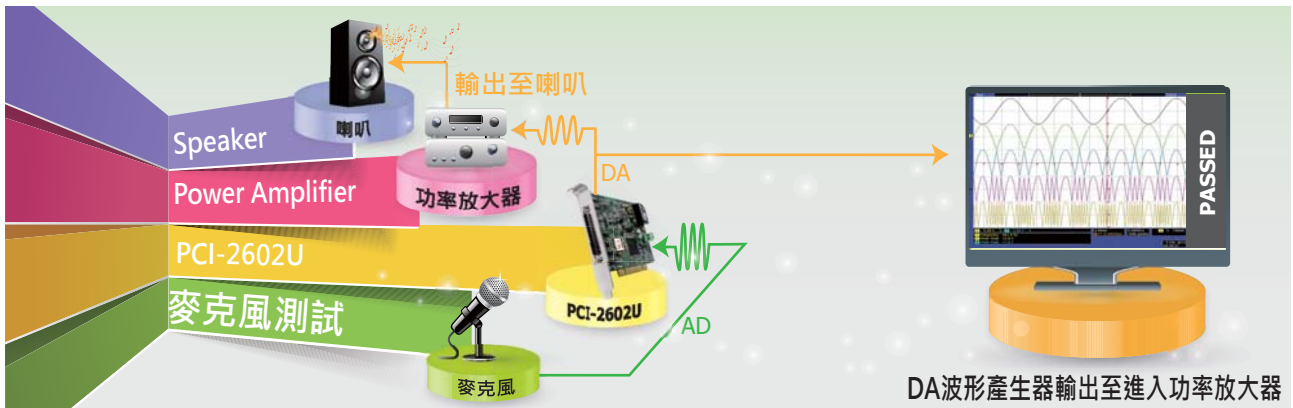 Speaker
喇叭
輸出至喇叭
Power Amplifier
功率放大器
DA
PCI-2602U
PCI-2602U
麥克風測試
麥克風
AD
PASSED
DA波形產生器輸出至進入功率放大器